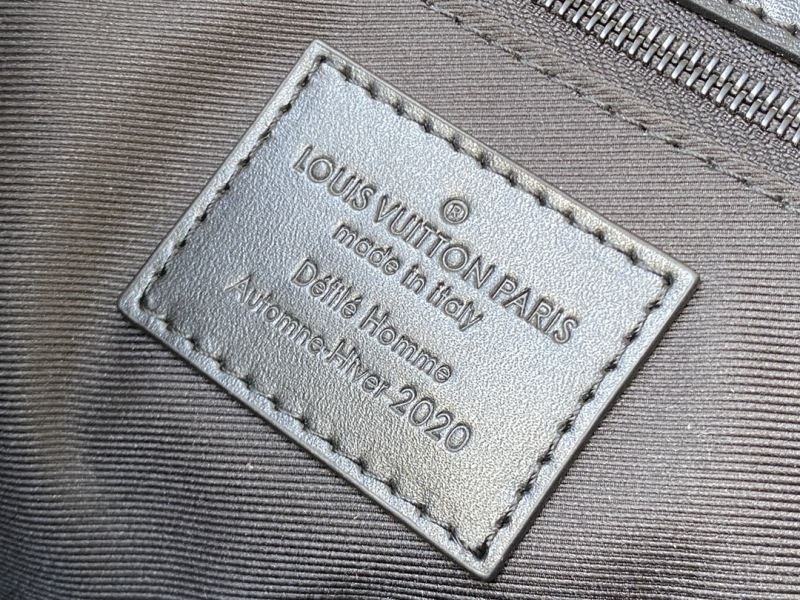 ®
LOUIS VUITTON PARIS
made in italy
Défilé Homme
Automne-Hiver 2020